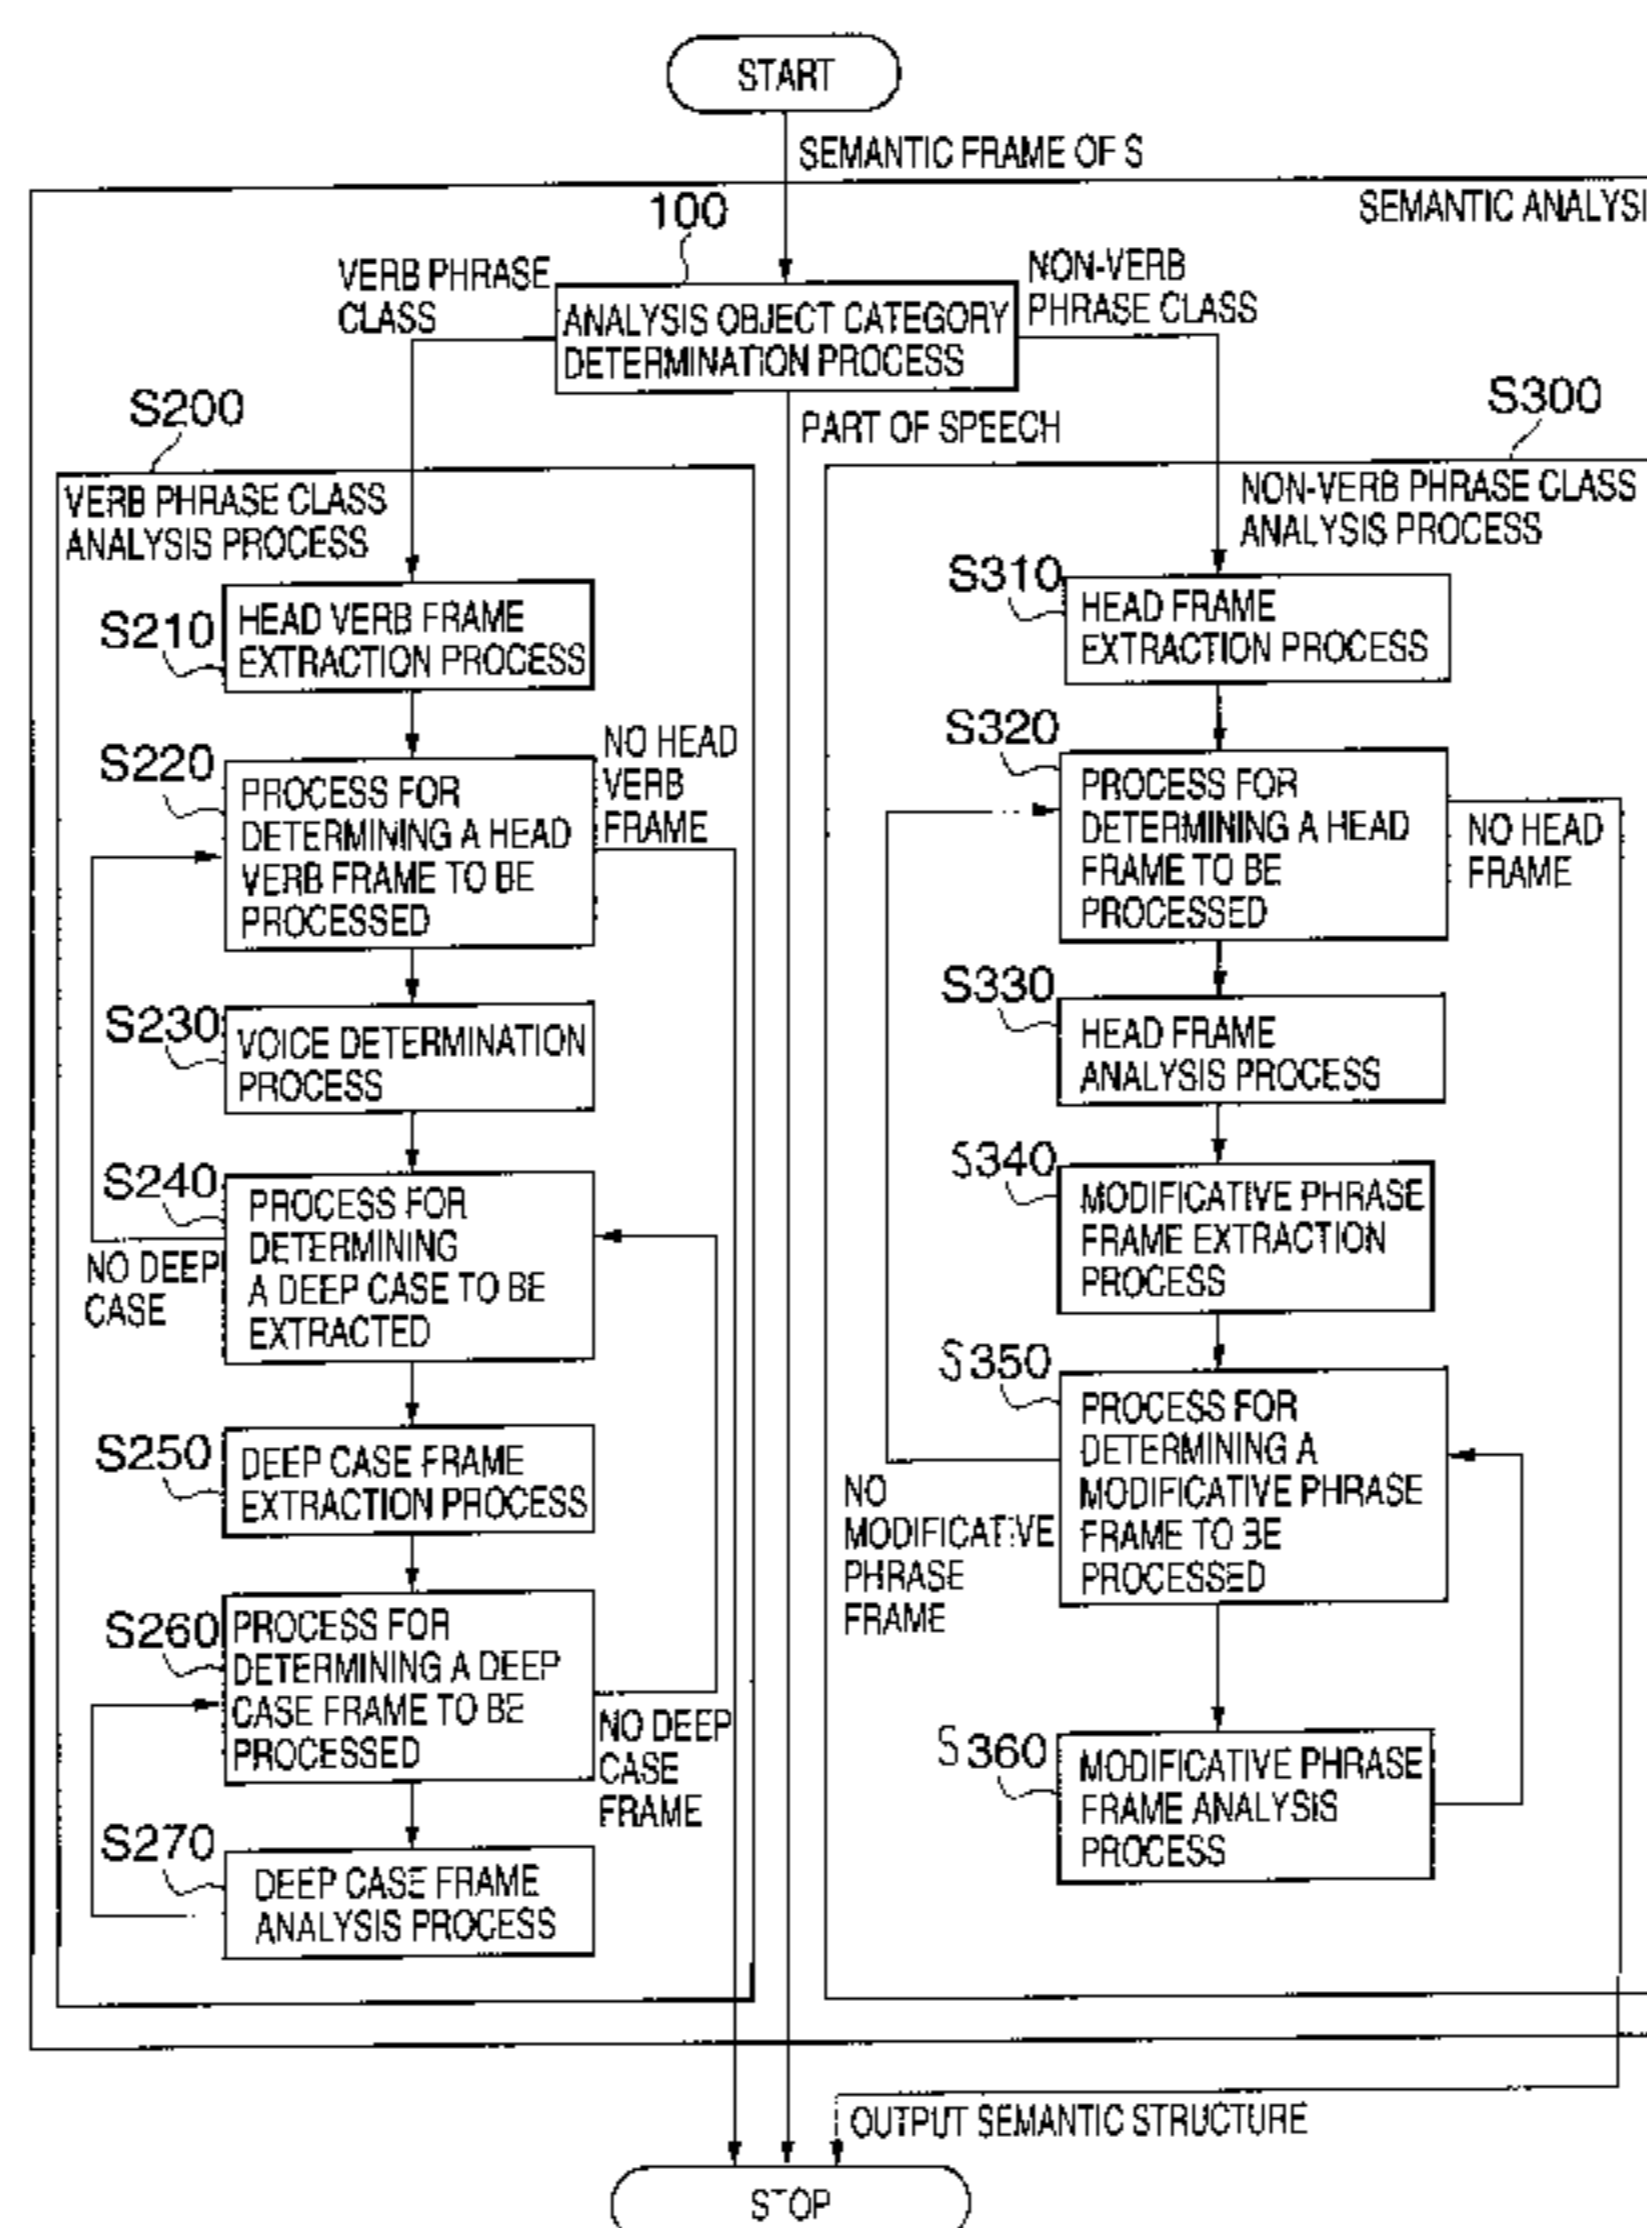 START
SEMANTIC FRAME OF S
SEMANTIC ANALYSI
100
VERB PHRASE
CLASS
NON-VERB
PHRASE CLASS
ANALYSIS OBJECT CATEGORY
DETERMINATION PROCESS
S200
PART OF SPEECH
S300
VERB PHRASE CLASS
ANALYSIS PROCESS
NON-VERB PHRASE CLASS
ANALYSIS PROCESS
S210
HEAD VERB FRAME
EXTRACTION PROCESS
S220
PROCESS FOR
DETERMINING A HEAD
VERB FRAME TO BE
PROCESSED
NO HEAD
VERB
FRAME
S230
VOICE DETERMINATION
PROCESS
S240
PROCESS FOR
DETERMINING
A DEEP CASE TO BE
EXTRACTED
NO DEEP
CASE
S250
DEEP CASE FRAME
EXTRACTION PROCESS
S260
PROCESS FOR
DETERMINING A DEEP
CASE FRAME TO BE
PROCESSED
NO DEEP
CASE
FRAME
S270
DEEP CASE FRAME
ANALYSIS PROCESS
S310
HEAD FRAME
EXTRACTION PROCESS
S320
PROCESS FOR
DETERMINING A HEAD
FRAME TO BE
PROCESSED
NO HEAD
FRAME
S330
HEAD FRAME
ANALYSIS PROCESS
S340
MODIFICATIVE PHRASE
FRAME EXTRACTION
PROCESS
S350
PROCESS FOR
DETERMINING A
MODIFICATIVE PHRASE
FRAME TO BE
PROCESSED
NO
MODIFICATIVE
PHRASE
FRAME
S360
MODIFICATIVE PHRASE
FRAME ANALYSIS
PROCESS
OUTPUT SEMANTIC STRUCTURE
STOP